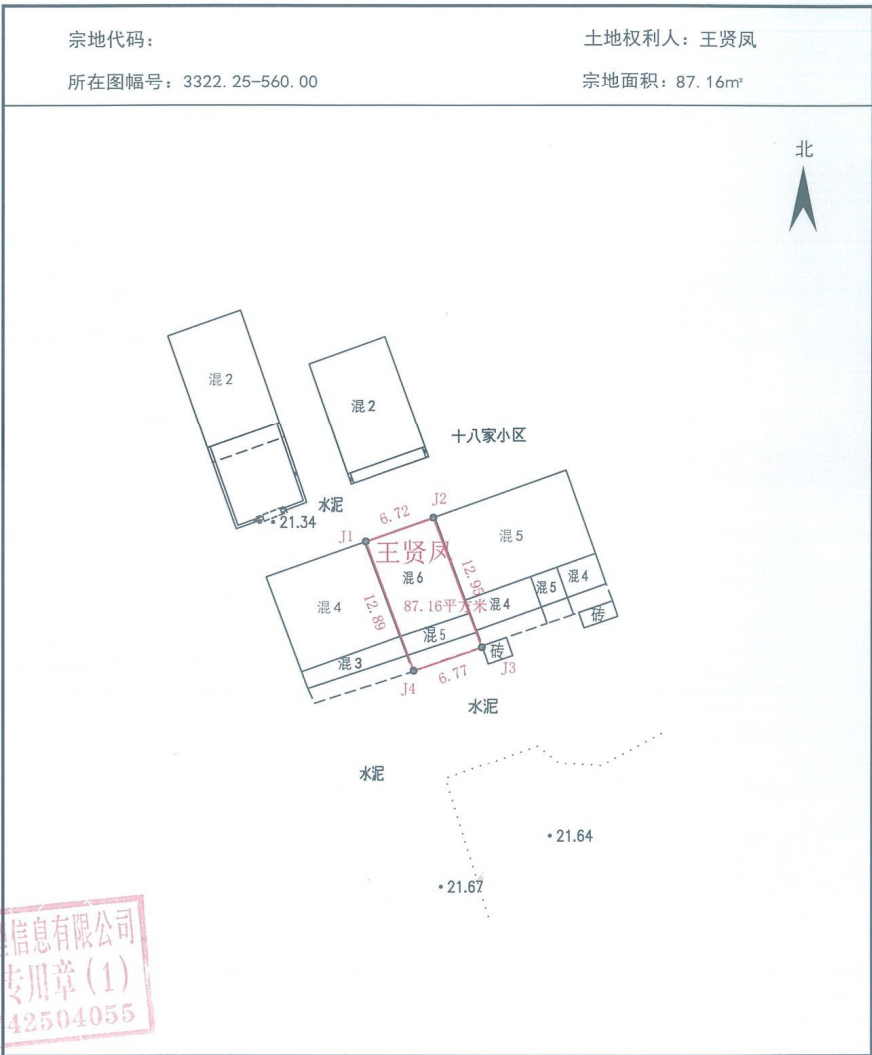 宗地代码：
土地权利人：王贤凤
所在图幅号：3322.25-560.00
宗地面积：87.16m²
北
混2
混2
十八家小区
水泥
21.34
J1
6.72
J2
王贤凤
混5
混6
12.95
混4
12.89
87.16平方米
混4
混5
混4
混5
砖
混3
砖
J4
6.77
J3
水泥
水泥
21.64
21.67
信息有限公司
专用章(1)
42504055